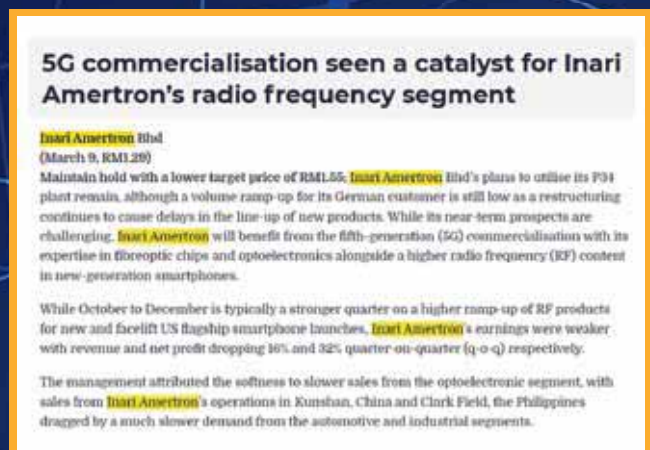 5G commercialisation seen a catalyst for Inari
Amertron's radio frequency segment
Inari Amertron Bhd
(March 9, RM1.29)
Maintain hold with a lower target price of RM1.55: Inari Amertron Bhd's plans to utilise its P34
plant remain, although a volume ramp-up for its German customer is still low as a restructuring
continues to cause delays in the line-up of new products. While its near-term prospects are
challenging, Inari Amertron will benefit from the fifth-generation (5G) commercialisation with its
expertise in fibreoptic chips and optoelectronics alongside a higher radio frequency (RF) content
in new-generation smartphones.
While October to December is typically a stronger quarter on a higher ramp-up of RF products
for new and facelift US flagship smartphone launches, Inari Amertron's earnings were weaker
with revenue and net profit dropping 16% and 32% quarter-on-quarter (q-o-q) respectively.
The management attributed the softness to slower sales from the optoelectronic segment, with
sales from Inari Amertron's operations in Kunshan, China and Clark Field, the Philippines
dragged by a much slower demand from the automotive and industrial segments.